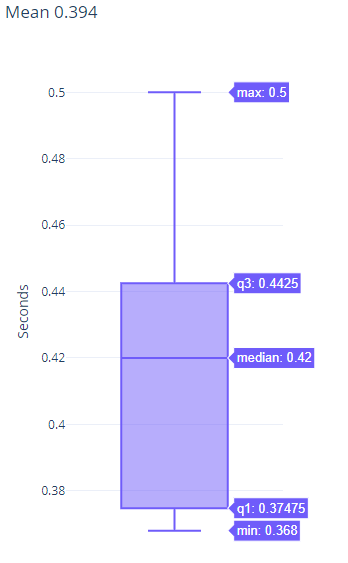 Mean 0.394
0.5
max: 0.5
0.48
0.46
0.44
q3: 0.4425
Seconds
0.42
median: 0.42
0.4
0.38
q1: 0.37475
min: 0.368